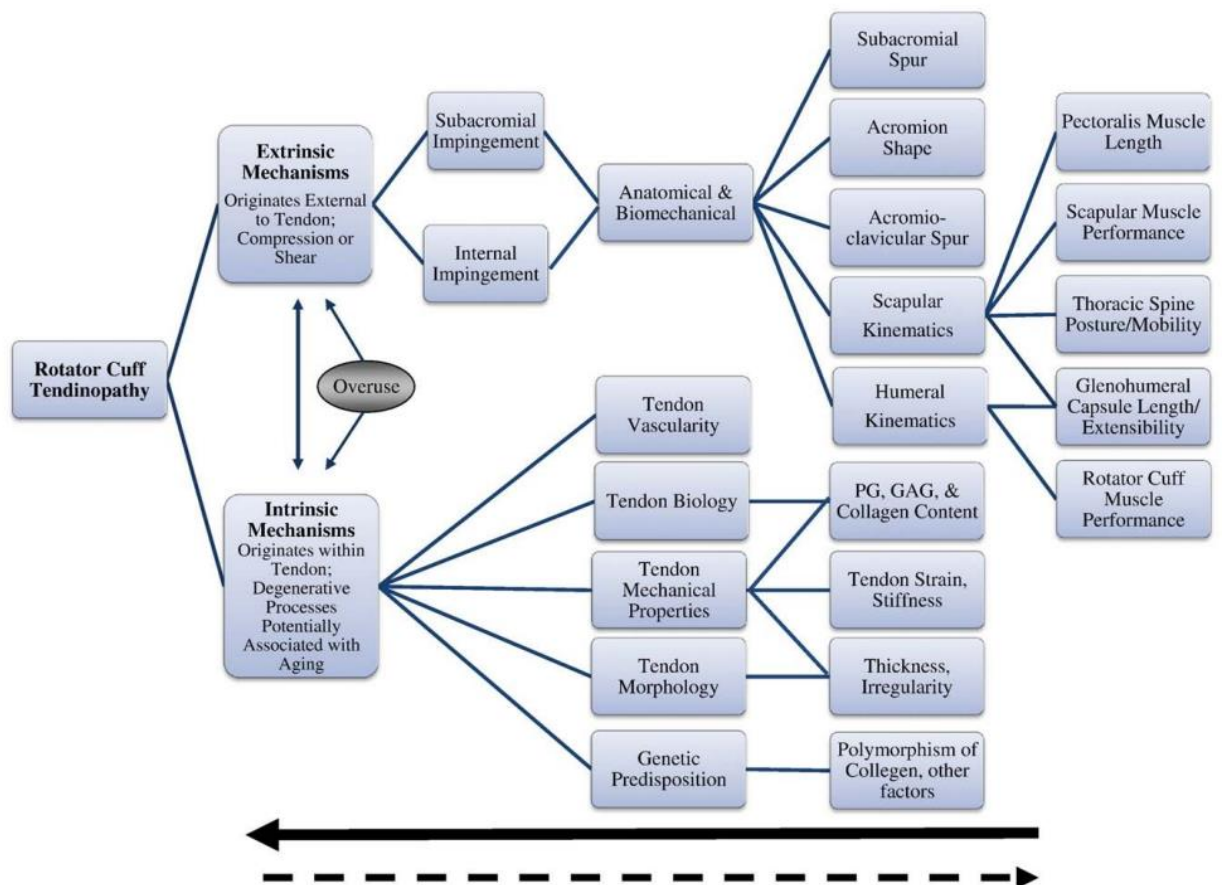 Rotator Cuff
Tendinopathy
Extrinsic
Mechanisms
Originates External
to Tendon;
Compression or
Shear
Overuse
Intrinsic
Mechanisms
Originates within
Tendon;
Degenerative
Processes
Potentially
Associated with
Aging
Subacromial
Impingement
Internal
Impingement
Anatomical &
Biomechanical
Tendon
Vascularity
Tendon Biology
Tendon
Mechanical
Properties
Tendon
Morphology
Genetic
Predisposition
Subacromial
Spur
Acromion
Shape
Acromio-
clavicular Spur
Scapular
Kinematics
Humeral
Kinematics
PG, GAG, &
Collagen Content
Tendon Strain,
Stiffness
Thickness,
Irregularity
Polymorphism of
Collegen, other
factors
Pectoralis Muscle
Length
Scapular Muscle
Performance
Thoracic Spine
Posture/Mobility
Glenohumeral
Capsule Length/
Extensibility
Rotator Cuff
Muscle
Performance